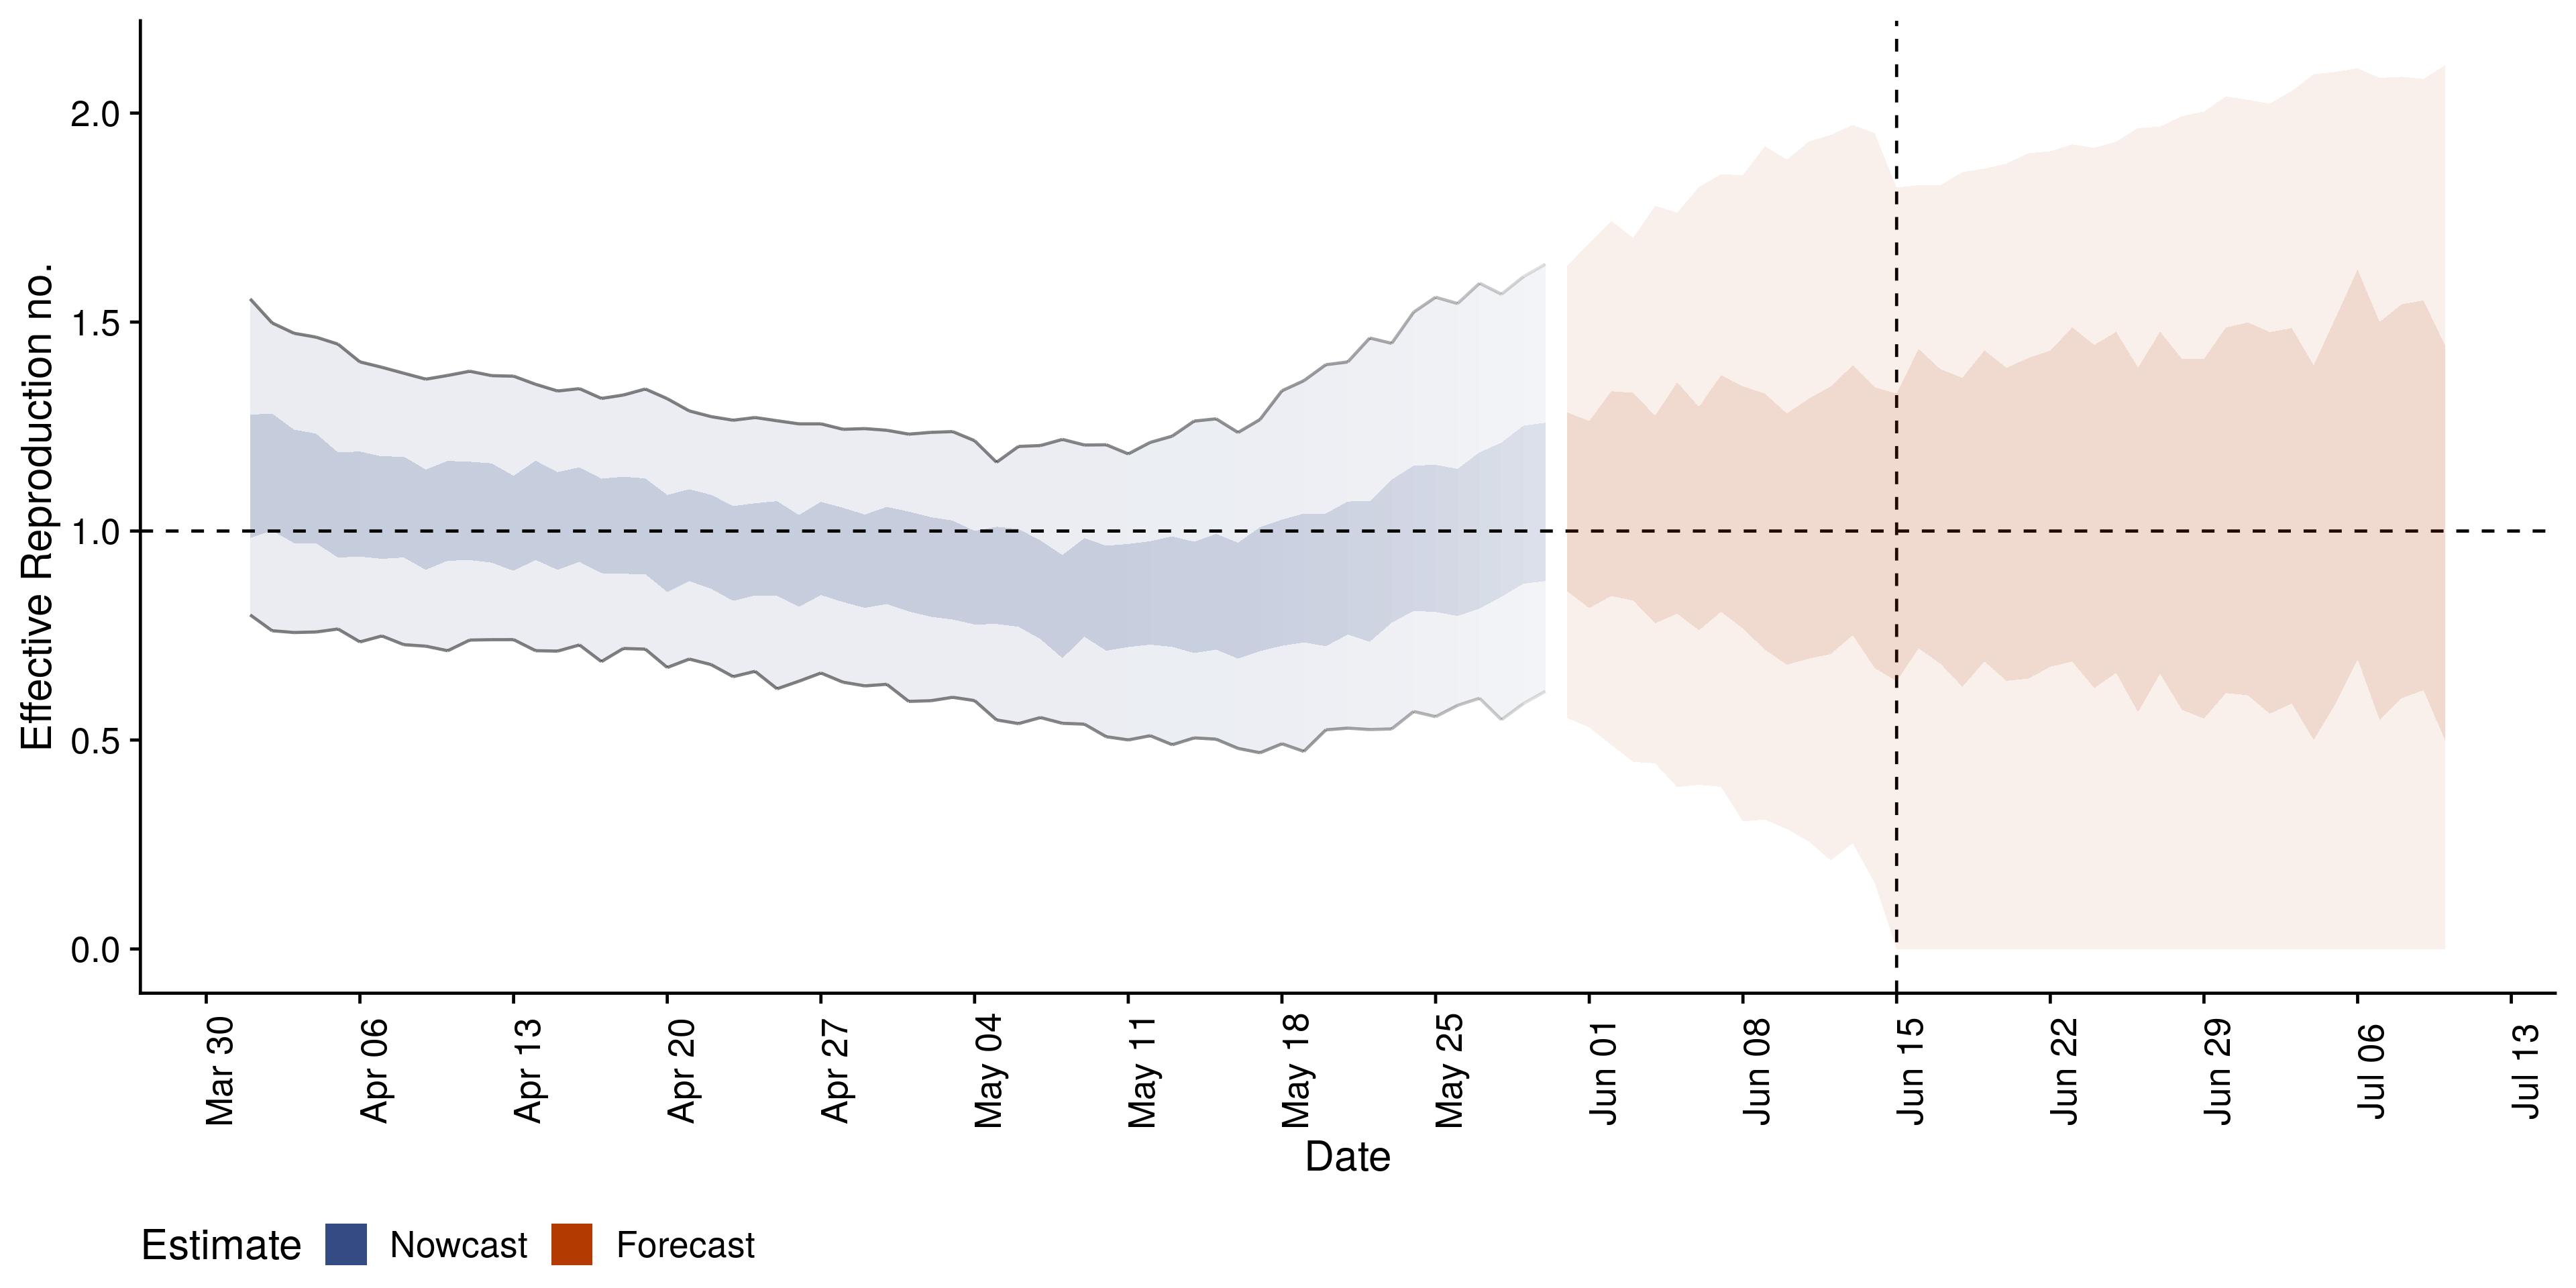 Effective Reproduction no.
2.0
1.5
1.0
0.5
0.0
Mar 30
Apr 06
Apr 13
Apr 20
Apr 27
May 04
May 11
May 18
May 25
Jun 01
Jun 08
Jun 15
Jun 22
Jun 29
Jul 06
Jul 13
Date
Estimate Nowcast Forecast